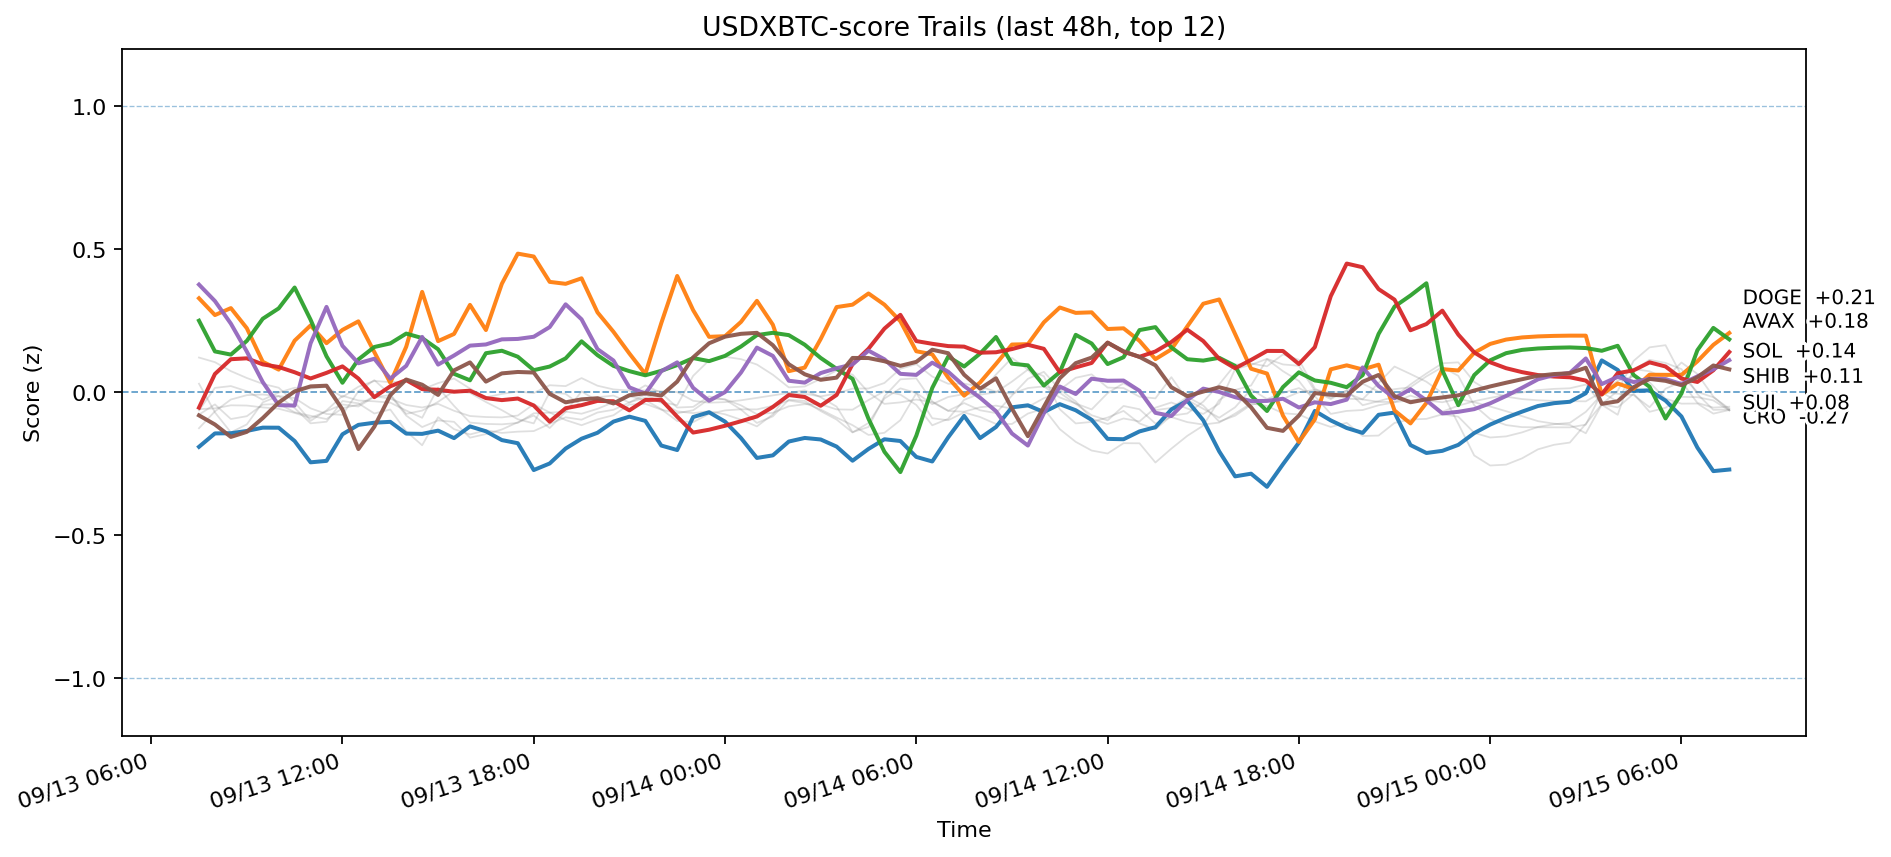 USDXBTC-score Trails (last 48h, top 12)
Score (z)
1.0
0.5
0.0
−0.5
−1.0
DOGE +0.21
AVAX +0.18
SOL +0.14
SHIB +0.11
SUI +0.08
CRO -0.27
09/13 06:00
09/13 12:00
09/13 18:00
09/14 00:00
09/14 06:00
09/14 12:00
09/14 18:00
09/15 00:00
09/15 06:00
Time